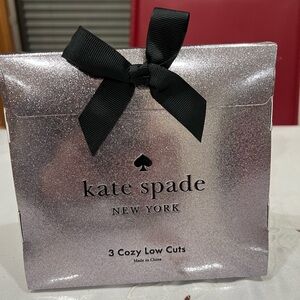 kate spade
NEW YORK
3 Cozy Low Cuts
Made in China